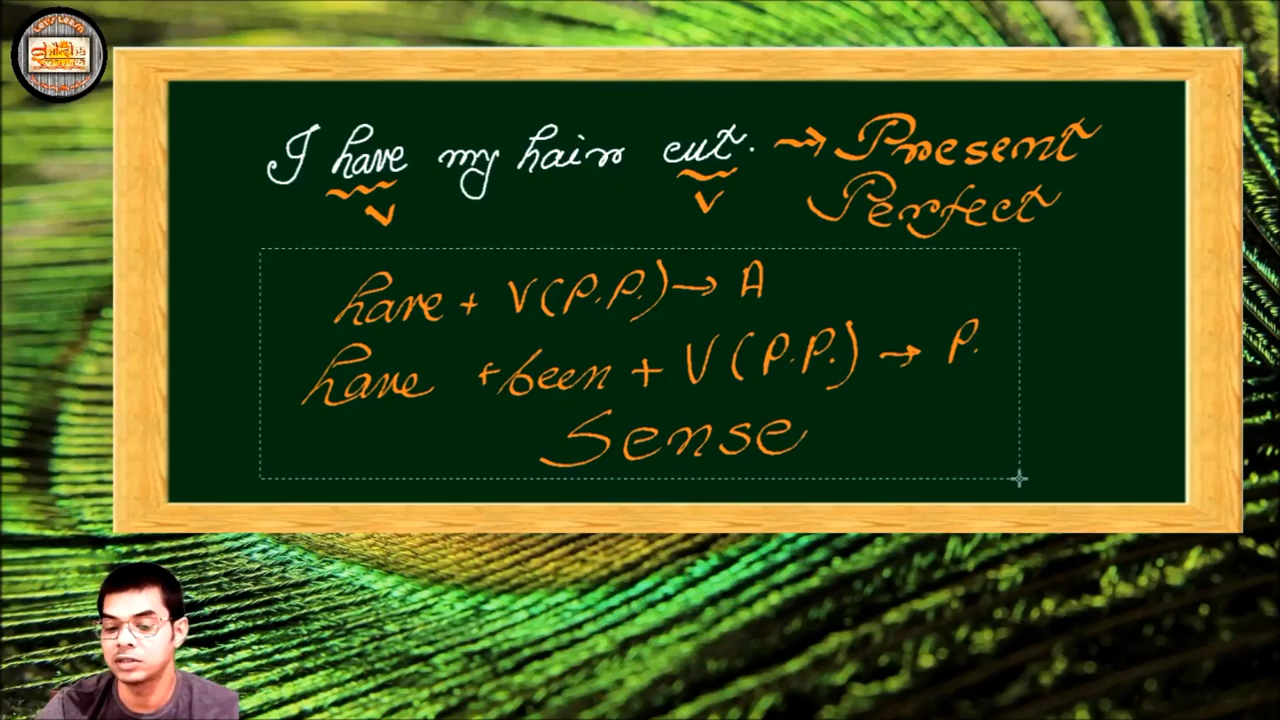 I have my hair cut. → Present
V V Perfect
have + V(P.P.) → A
have + been + V(P.P.) → P.
Sense